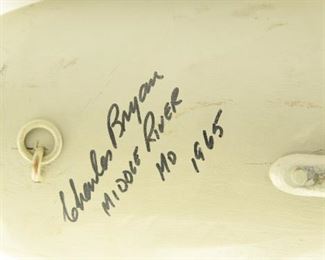 Charles Bryan
MIDDLE RIVER
MD
1965